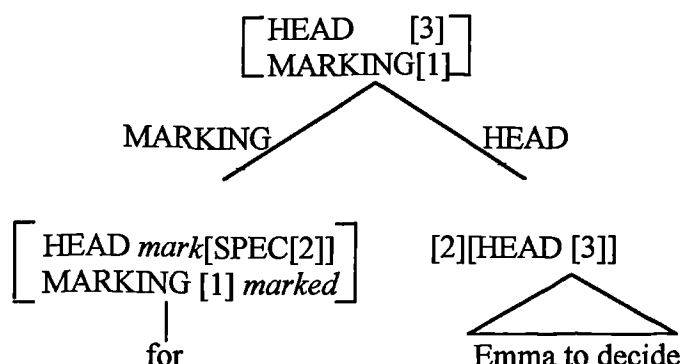 HEAD [3]
MARKING[1]
MARKING HEAD
HEAD mark[SPEC[2]] [2][HEAD [3]]
MARKING [1] marked
for Emma to decide